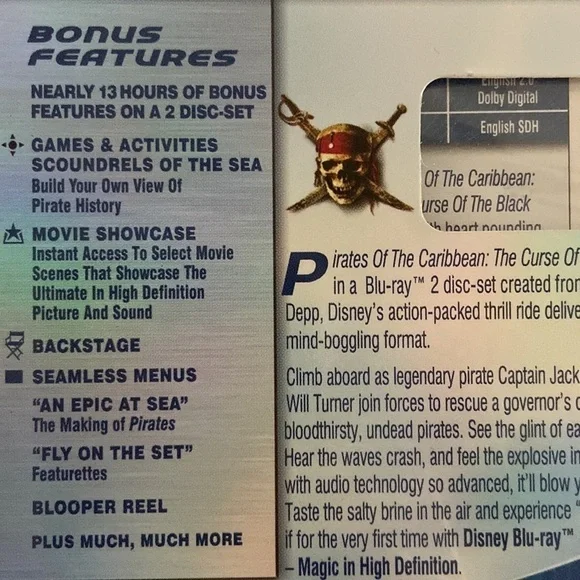 BONUS
FEATURES
NEARLY 13 HOURS OF BONUS
FEATURES ON A 2 DISC-SET
GAMES & ACTIVITIES
SCOUNDRELS OF THE SEA
Build Your Own View Of
Pirate History
MOVIE SHOWCASE
Instant Access To Select Movie
Scenes That Showcase The
Ultimate In High Definition
Picture And Sound
BACKSTAGE
SEAMLESS MENUS
"AN EPIC AT SEA"
The Making of Pirates
"FLY ON THE SET"
Featurettes
BLOOPER REEL
PLUS MUCH, MUCH MORE
English 2.0
Dolby Digital
English SDH
Of The Caribbean:
urse Of The Black
heart pounding
Pirates Of The Caribbean: The Curse Of
in a Blu-ray™ 2 disc-set created from
Depp, Disney's action-packed thrill ride delive
mind-boggling format.
Climb aboard as legendary pirate Captain Jack
Will Turner join forces to rescue a governor's d
bloodthirsty, undead pirates. See the glint of ea
Hear the waves crash, and feel the explosive in
with audio technology so advanced, it'll blow y
Taste the salty brine in the air and experience "
if for the very first time with Disney Blu-ray™
– Magic in High Definition.